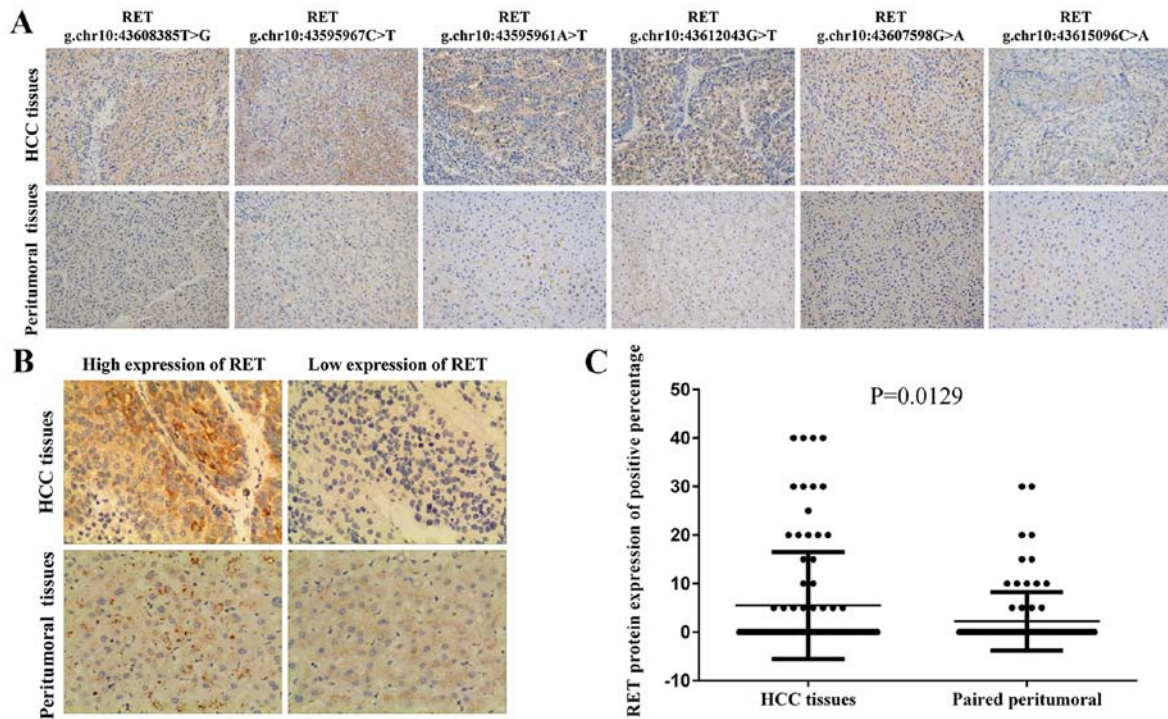 A
RET
g.chr10:43608385T>G
RET
g.chr10:43595967C>T
RET
g.chr10:43595961A>T
RET
g.chr10:43612043G>T
RET
g.chr10:43607598G>A
RET
g.chr10:43615096C>A
HCC tissues
Peritumoral tissues
B
High expression of RET
Low expression of RET
HCC tissues
Peritumoral tissues
C
RET protein expression of positive percentage
P=0.0129
50
40
30
20
10
0
-10
HCC tissues
Paired peritumoral